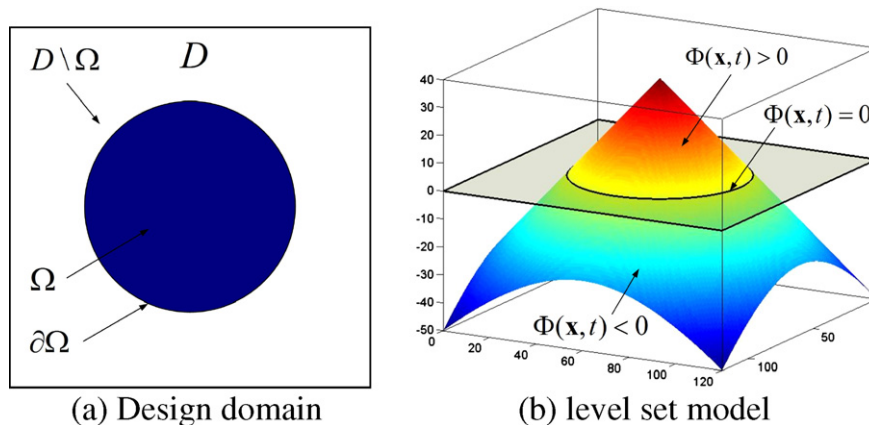 D \ Ω
D
Ω
∂Ω
(a) Design domain
Φ(x,t) > 0
Φ(x,t) = 0
Φ(x,t) < 0
40
30
20
10
0
-10
-20
-30
-40
-50
0
20
40
60
80
100
120
50
100
(b) level set model